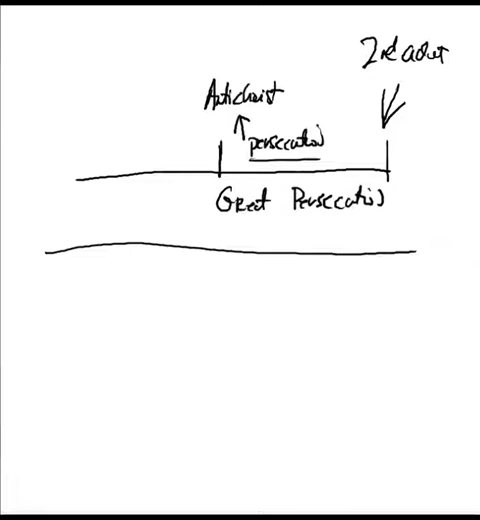 2nd advent
Antichrist
persecution
Great Persecution